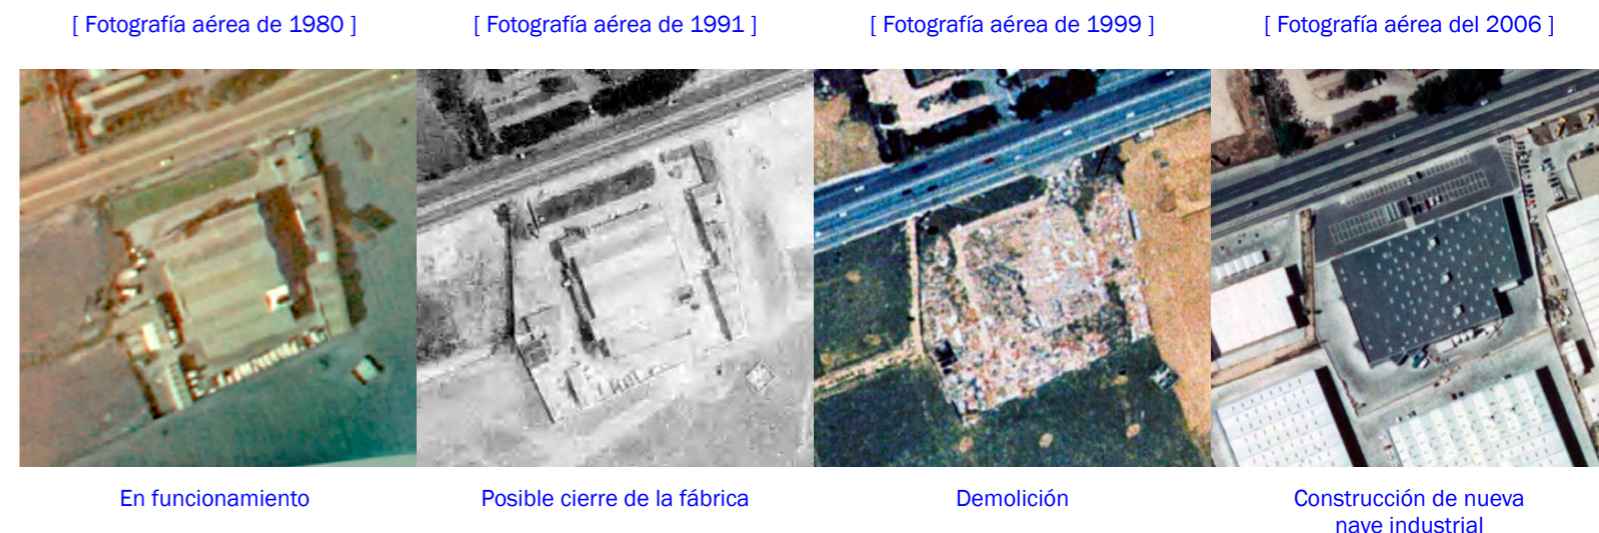 [ Fotografía aérea de 1980 ]
[ Fotografía aérea de 1991 ]
[ Fotografía aérea de 1999 ]
[ Fotografía aérea del 2006 ]
En funcionamiento
Posible cierre de la fábrica
Demolición
Construcción de nueva
nave industrial